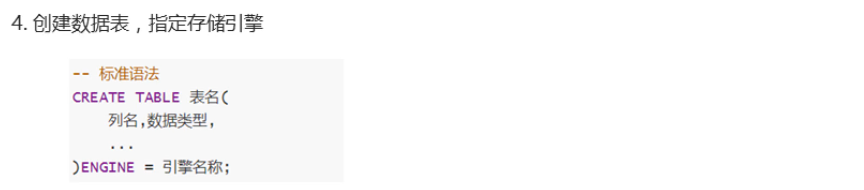 4. 创建数据表，指定存储引擎
-- 标准语法
CREATE TABLE 表名(
列名,数据类型,
...
)ENGINE = 引擎名称;